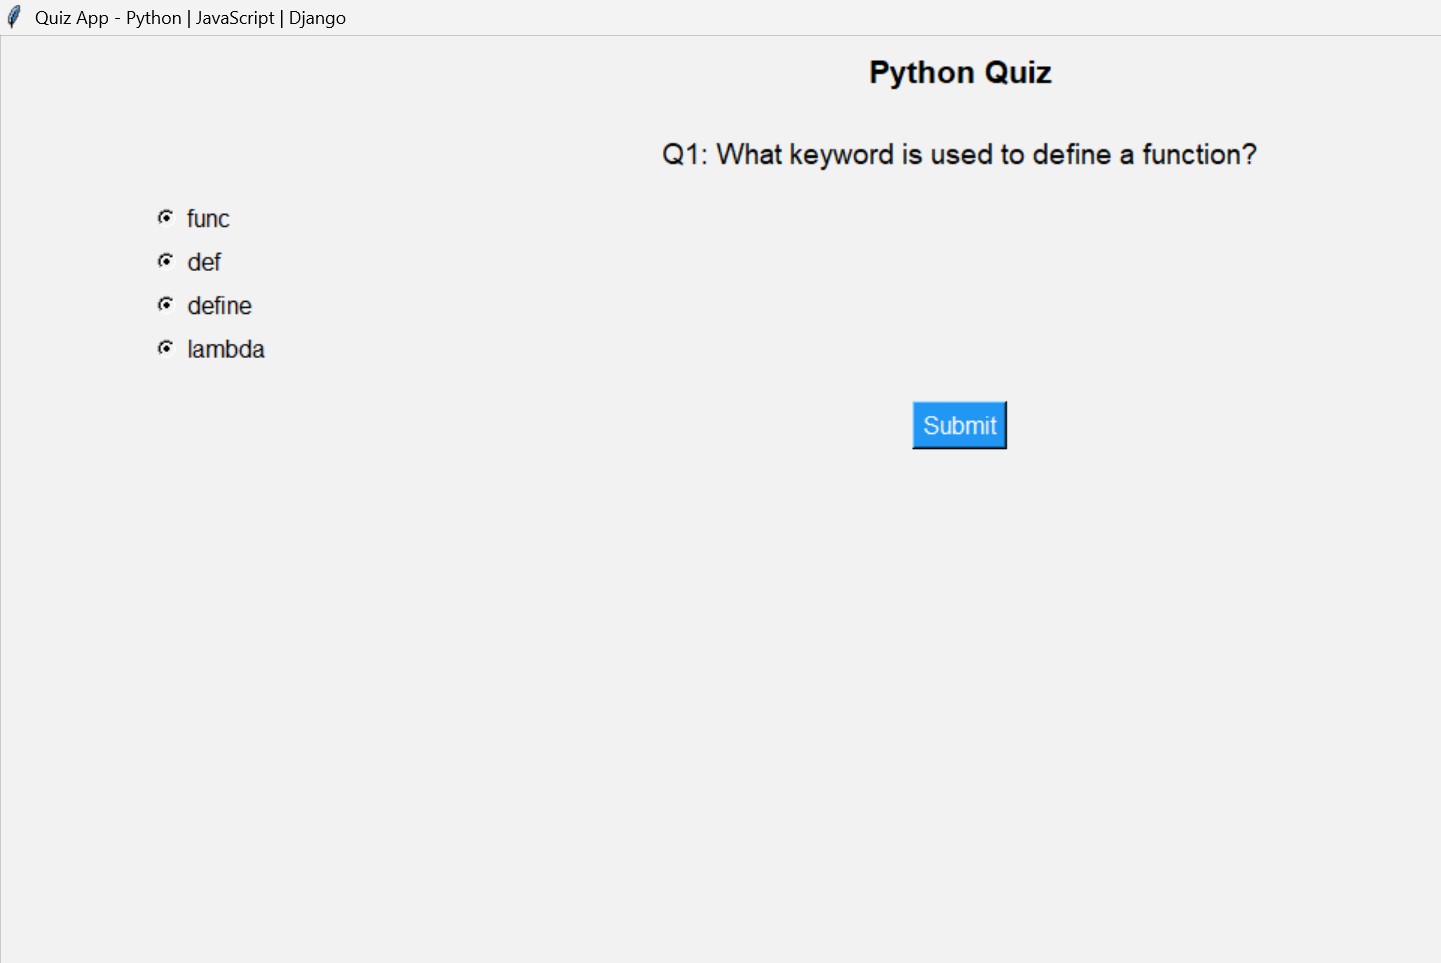 Quiz App - Python | JavaScript | Django
Python Quiz
Q1: What keyword is used to define a function?
func
def
define
lambda
Submit